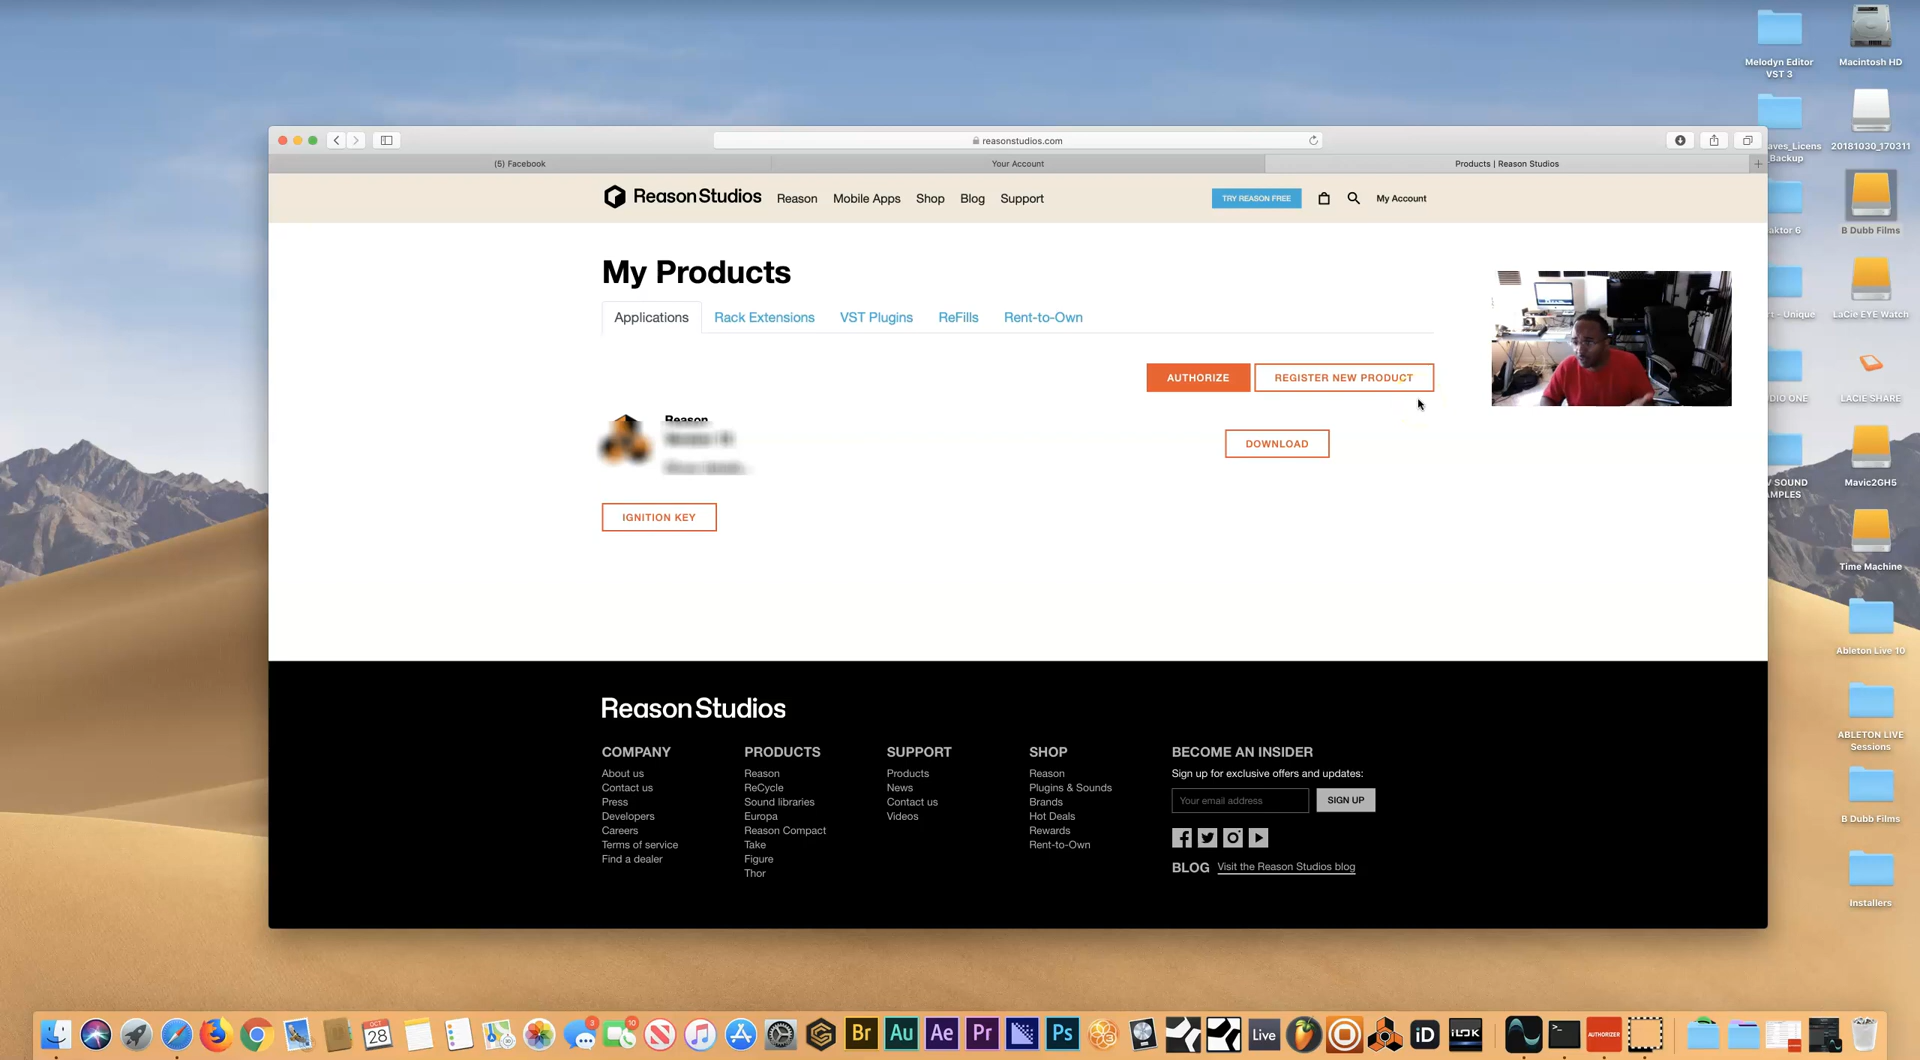 Melodyn Editor
VST 3
Macintosh HD
20181030_170311
B Dubb Films
LaCie EYE Watch
LACIE SHARE
Mavic2GH5
Time Machine
Ableton Live 10
ABLETON LIVE
Sessions
B Dubb Films
Installers
aves_Licens
Backup
aktor 6
rt - Unique
DIO ONE
V SOUND
AMPLES
reasonstudios.com
(5) Facebook
Your Account
Products | Reason Studios
Reason Studios
Reason
Mobile Apps
Shop
Blog
Support
TRY REASON FREE
My Account
My Products
Applications
Rack Extensions
VST Plugins
ReFills
Rent-to-Own
AUTHORIZE
REGISTER NEW PRODUCT
Reason
DOWNLOAD
IGNITION KEY
ReasonStudios
COMPANY
About us
Contact us
Press
Developers
Careers
Terms of service
Find a dealer
PRODUCTS
Reason
ReCycle
Sound libraries
Europa
Reason Compact
Take
Figure
Thor
SUPPORT
Products
News
Contact us
Videos
SHOP
Reason
Plugins & Sounds
Brands
Hot Deals
Rewards
Rent-to-Own
BECOME AN INSIDER
Sign up for exclusive offers and updates:
Your email address
SIGN UP
BLOG Visit the Reason Studios blog
OCT
28
3
10
Br
Au
Ae
Pr
Ps
Live
iD
iLOK
AUTHORIZER